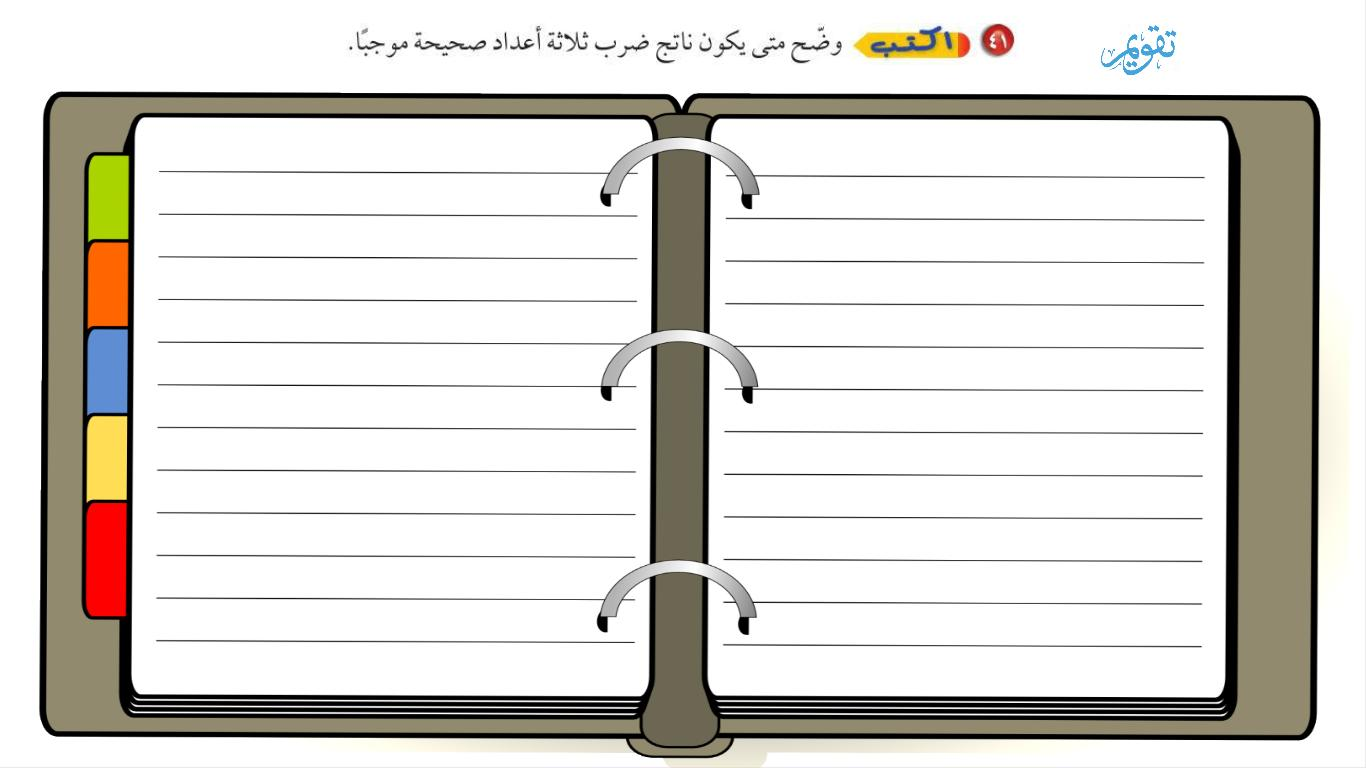 تقويم
٤١ اكتب وضّح متى يكون ناتج ضرب ثلاثة أعداد صحيحة موجبًا.